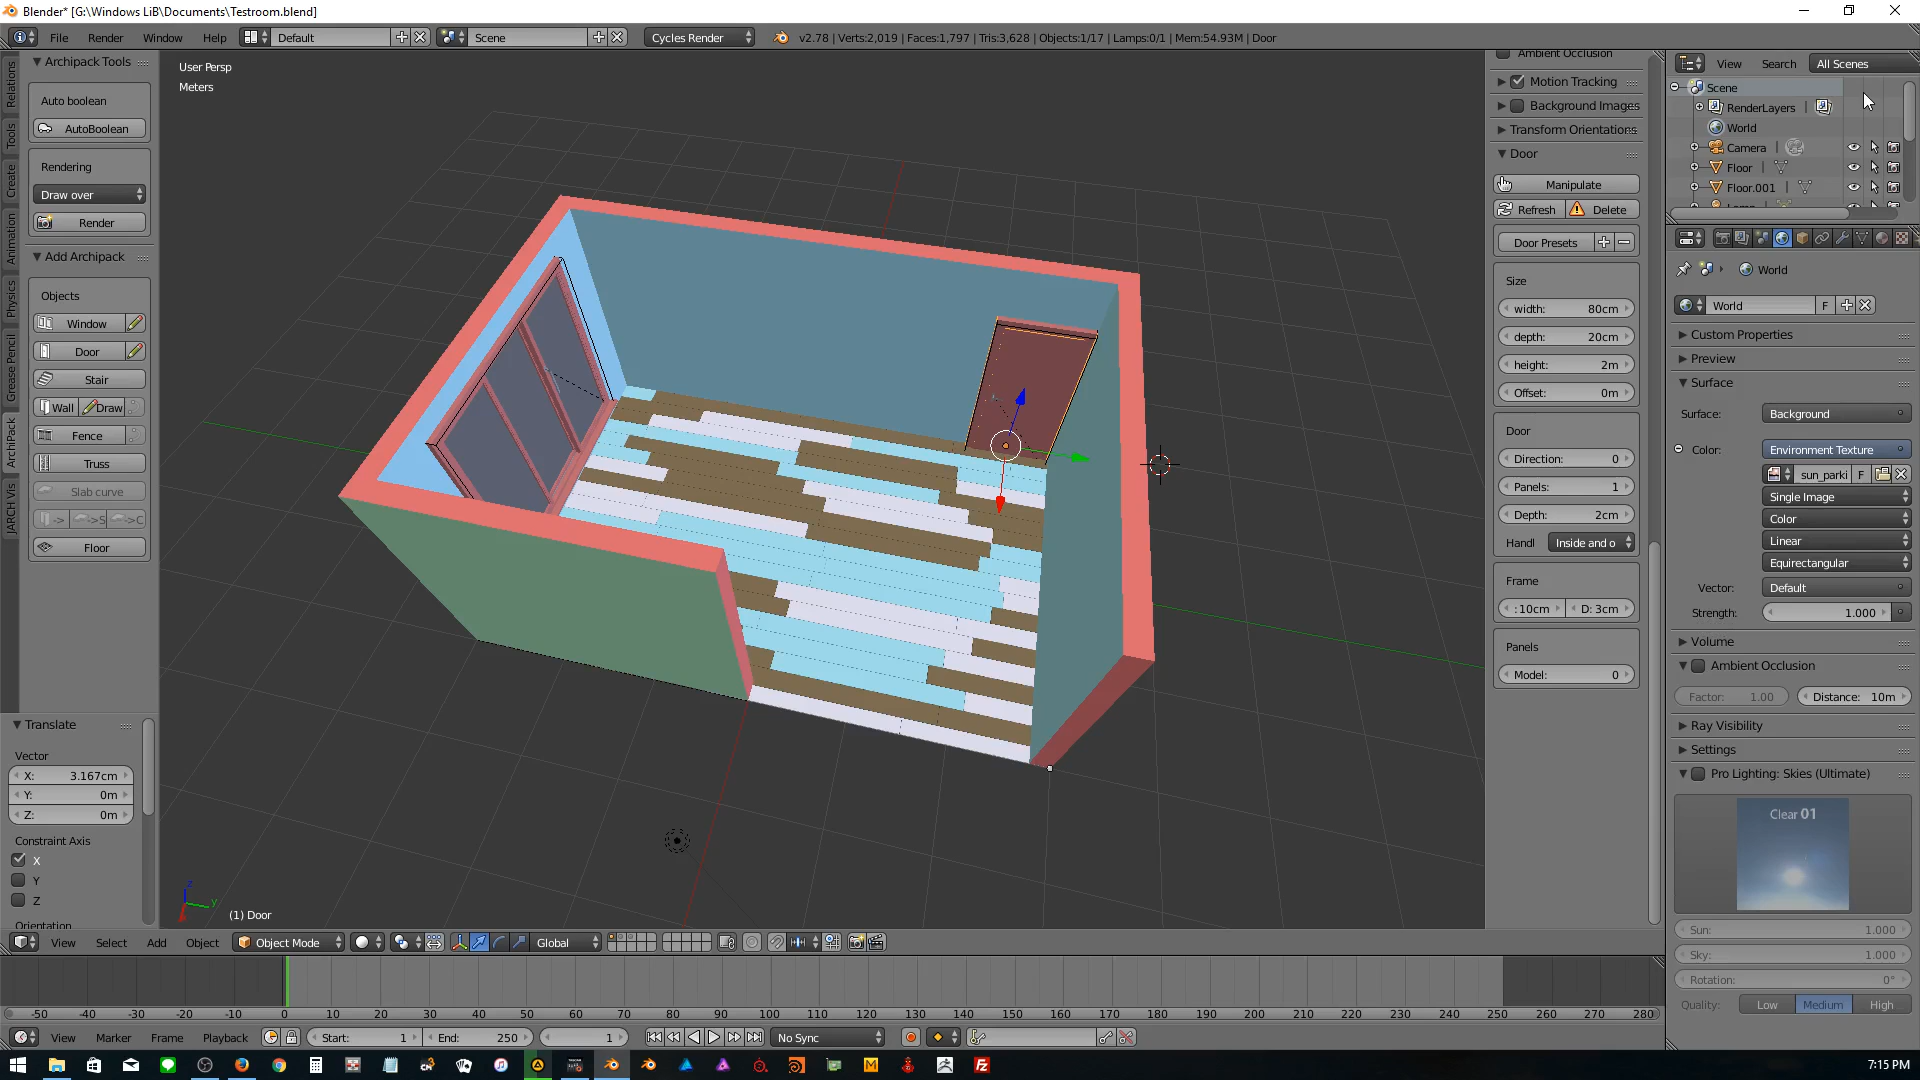 Blender* [G:\Windows LiB\Documents\Testroom.blend]
File Render Window Help Default Scene Cycles Render v2.78 | Verts:2,019 | Faces:1,797 | Tris:3,628 | Objects:1/17 | Lamps:0/1 | Mem:54.93M | Door
Relations
Tools
Create
Animation
Physics
Grease Pencil
ArchiPack
JARCH Vis
Archipack Tools
Auto boolean
AutoBoolean
Rendering
Draw over
Render
Add Archipack
Objects
Window
Door
Stair
Wall Draw
Fence
Truss
Slab curve
-> ->S ->C
Floor
Translate
Vector
X: 3.167cm
Y: 0m
Z: 0m
Constraint Axis
X
Y
Z
Orientation
User Persp
Meters
z
y
(1) Door
Ambient Occlusion
Motion Tracking
Background Images
Transform Orientations
Door
Manipulate
Refresh Delete
Door Presets
Size
width: 80cm
depth: 20cm
height: 2m
Offset: 0m
Door
Direction: 0
Panels: 1
Depth: 2cm
Handl Inside and o
Frame
: 10cm D: 3cm
Panels
Model: 0
View Search All Scenes
Scene
RenderLayers
World
Camera
Floor
Floor.001
World
World F
Custom Properties
Preview
Surface
Surface: Background
Color: Environment Texture
sun_parki F
Single Image
Color
Linear
Equirectangular
Vector: Default
Strength: 1.000
Volume
Ambient Occlusion
Factor: 1.00 Distance: 10m
Ray Visibility
Settings
Pro Lighting: Skies (Ultimate)
Clear 01
Sun: 1.000
Sky: 1.000
Rotation: 0°
Quality: Low Medium High
View Select Add Object Object Mode Global
-50 -40 -30 -20 -10 0 10 20 30 40 50 60 70 80 90 100 110 120 130 140 150 160 170 180 190 200 210 220 230 240 250 260 270 280
View Marker Frame Playback Start: 1 End: 250 1 No Sync
7:15 PM